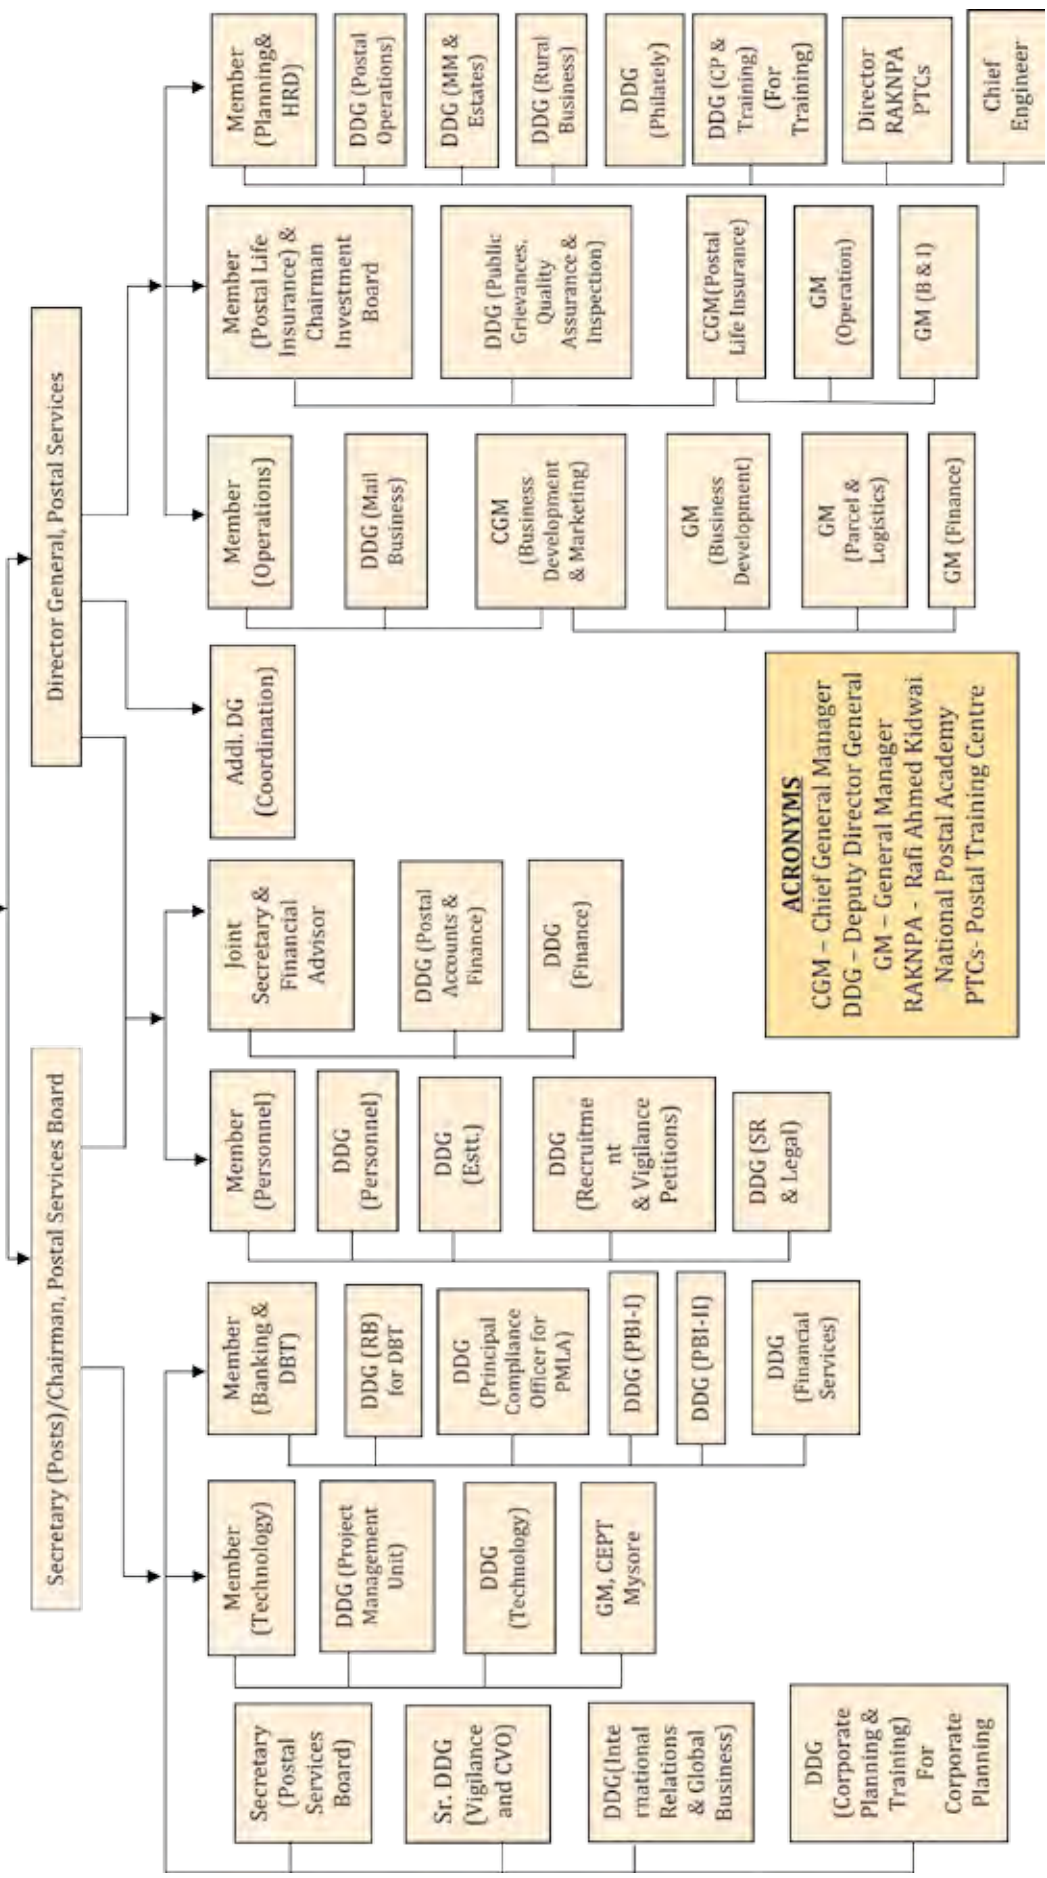 Secretary (Posts)/Chairman, Postal Services Board
Director General, Postal Services
Secretary
(Postal
Services
Board)
Sr. DDG
(Vigilance
and CVO)
DDG(Inte
rnational
Relations
& Global
Business)
DDG
(Corporate
Planning &
Training)
For
Corporate
Planning
Member
(Technology)
DDG (Project
Management
Unit)
DDG
(Technology)
GM, CEPT
Mysore
Member
(Banking &
DBT)
DDG (RB)
for DBT
DDG
(Principal
Compliance
Officer for
PMLA)
DDG (PBI-I)
DDG (PBI-II)
DDG
(Financial
Services)
Member
(Personnel)
DDG
(Personnel)
DDG
(Estt.)
DDG
(Recruitme
nt
& Vigilance
Petitions)
DDG (SR
& Legal)
Joint
Secretary &
Financial
Advisor
DDG (Postal
Accounts &
Finance)
DDG
(Finance)
Addl. DG
(Coordination)
Member
(Operations)
DDG (Mail
Business)
CGM
(Business
Development
& Marketing)
GM
(Business
Development)
GM
(Parcel &
Logistics)
GM (Finance)
Member
(Postal Life
Insurance) &
Chairman
Investment
Board
DDG (Public
Grievances,
Quality
Assurance &
Inspection)
CGM(Postal
Life Insurance)
GM
(Operation)
GM (B & I)
Member
(Planning&
HRD)
DDG (Postal
Operations)
DDG (MM &
Estates)
DDG (Rural
Business)
DDG
(Philately)
DDG (CP &
Training)
(For
Training)
Director
RAKNPA
PTCs
Chief
Engineer
ACRONYMS
CGM – Chief General Manager
DDG – Deputy Director General
GM – General Manager
RAKNPA - Rafi Ahmed Kidwai
National Postal Academy
PTCs- Postal Training Centre